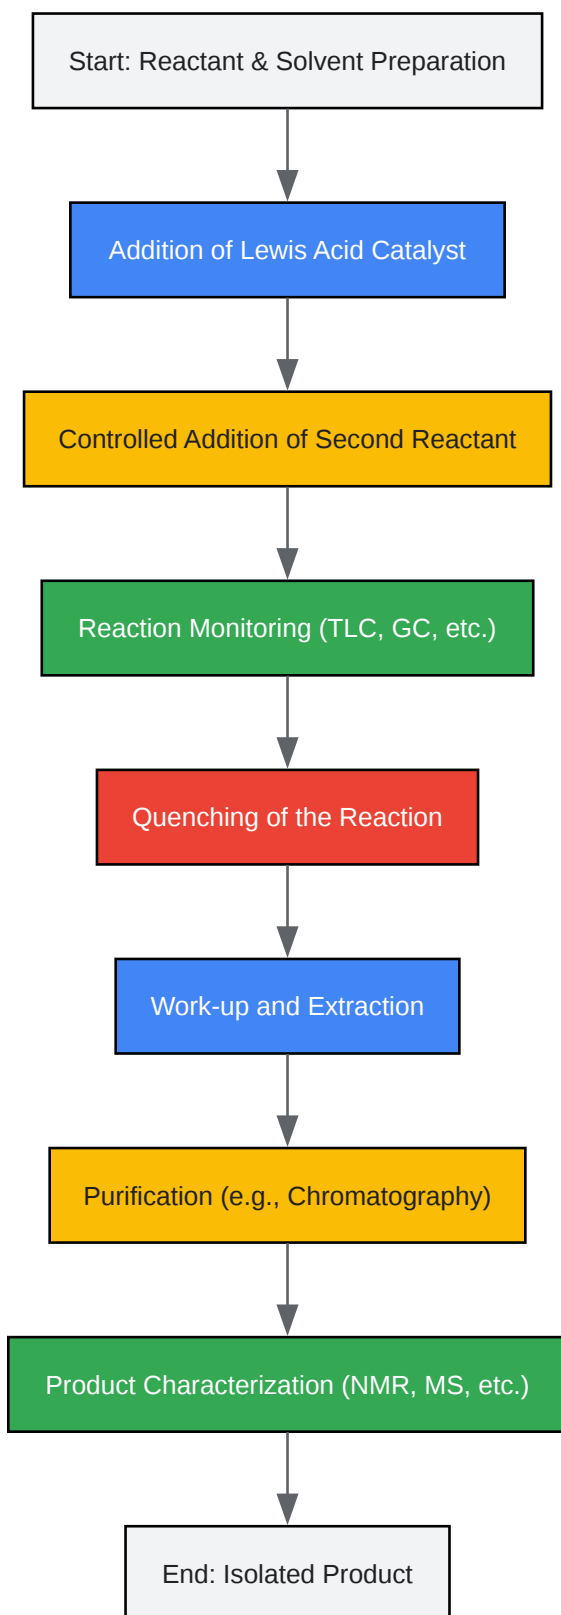 Start: Reactant & Solvent Preparation
Addition of Lewis Acid Catalyst
Controlled Addition of Second Reactant
Reaction Monitoring (TLC, GC, etc.)
Quenching of the Reaction
Work-up and Extraction
Purification (e.g., Chromatography)
Product Characterization (NMR, MS, etc.)
End: Isolated Product